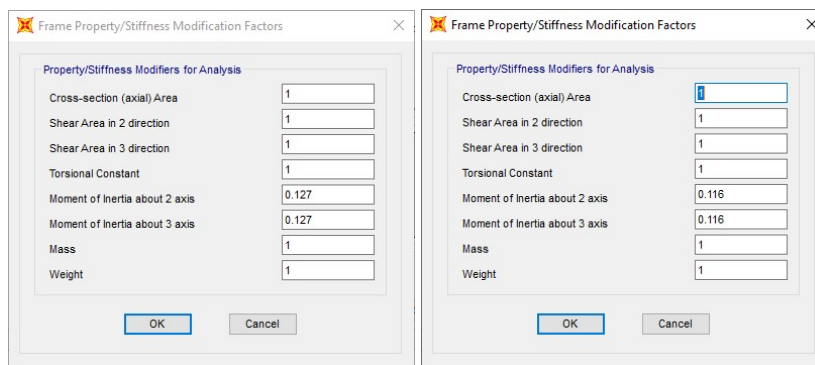 Frame Property/Stiffness Modification Factors
Property/Stiffness Modifiers for Analysis
Cross-section (axial) Area 1
Shear Area in 2 direction 1
Shear Area in 3 direction 1
Torsional Constant 1
Moment of Inertia about 2 axis 0.127
Moment of Inertia about 3 axis 0.127
Mass 1
Weight 1
OK Cancel
Frame Property/Stiffness Modification Factors
Property/Stiffness Modifiers for Analysis
Cross-section (axial) Area 1
Shear Area in 2 direction 1
Shear Area in 3 direction 1
Torsional Constant 1
Moment of Inertia about 2 axis 0.116
Moment of Inertia about 3 axis 0.116
Mass 1
Weight 1
OK Cancel